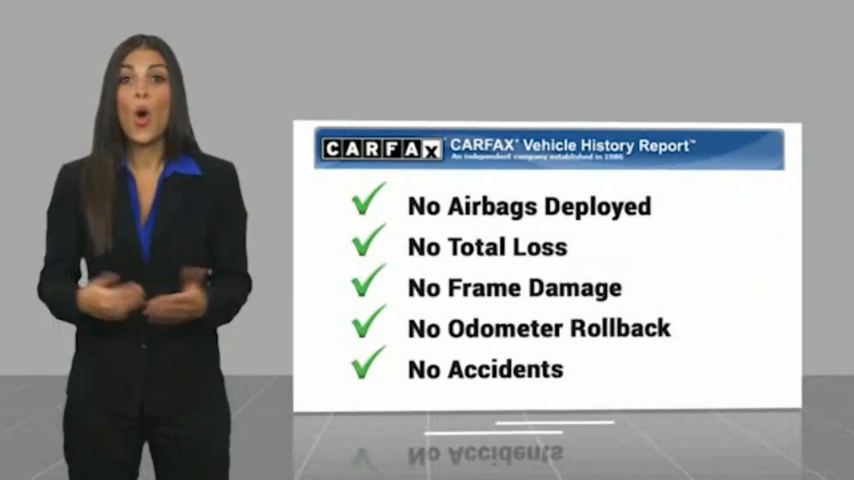 CARFAX CARFAX® Vehicle History Report™
An independent company established in 1986
No Airbags Deployed
No Total Loss
No Frame Damage
No Odometer Rollback
No Accidents
No Accidents